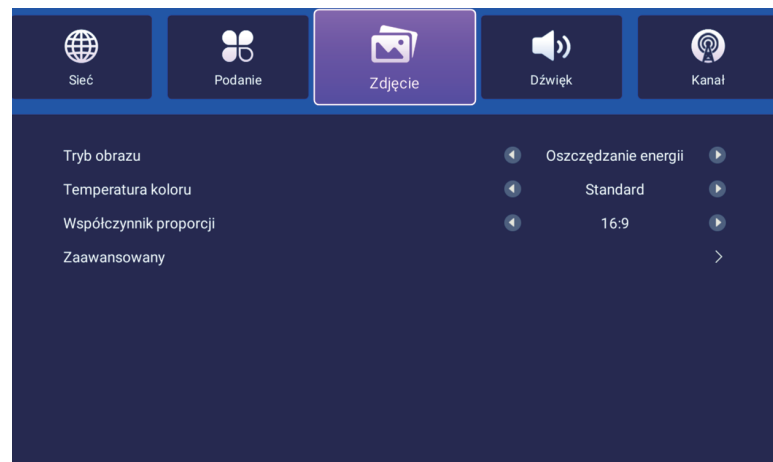 Sieć
Podanie
Zdjęcie
Dźwięk
Kanał
Tryb obrazu Oszczędzanie energii
Temperatura koloru Standard
Współczynnik proporcji 16:9
Zaawansowany